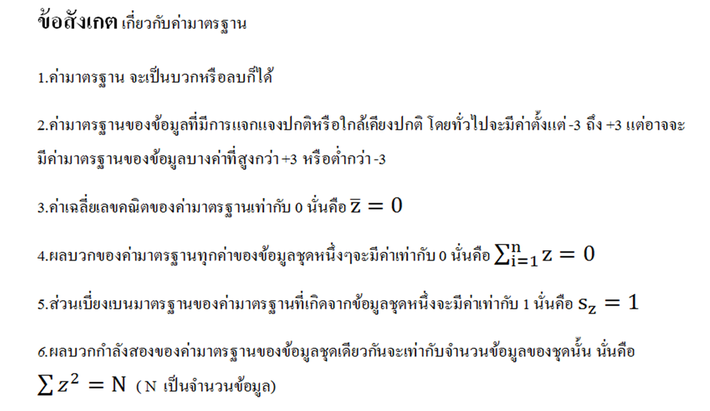 ข้อสังเกต เกี่ยวกับค่ามาตรฐาน
1.ค่ามาตรฐาน จะเป็นบวกหรือลบก็ได้
2.ค่ามาตรฐานของข้อมูลที่มีการแจกแจงปกติหรือใกล้เคียงปกติ โดยทั่วไปจะมีค่าตั้งแต่ -3 ถึง +3 แต่อาจจะ
มีค่ามาตรฐานของข้อมูลบางค่าที่สูงกว่า +3 หรือต่ำกว่า -3
3.ค่าเฉลี่ยเลขคณิตของค่ามาตรฐานเท่ากับ 0 นั่นคือ z̅ = 0
4.ผลบวกของค่ามาตรฐานทุกค่าของข้อมูลชุดหนึ่งๆจะมีค่าเท่ากับ 0 นั่นคือ ∑ⁿᵢ₌₁ z = 0
5.ส่วนเบี่ยงเบนมาตรฐานของค่ามาตรฐานที่เกิดจากข้อมูลชุดหนึ่งจะมีค่าเท่ากับ 1 นั่นคือ s_z = 1
6.ผลบวกกำลังสองของค่ามาตรฐานของข้อมูลชุดเดียวกันจะเท่ากับจำนวนข้อมูลของชุดนั้น นั่นคือ
∑ z² = N ( N เป็นจำนวนข้อมูล)